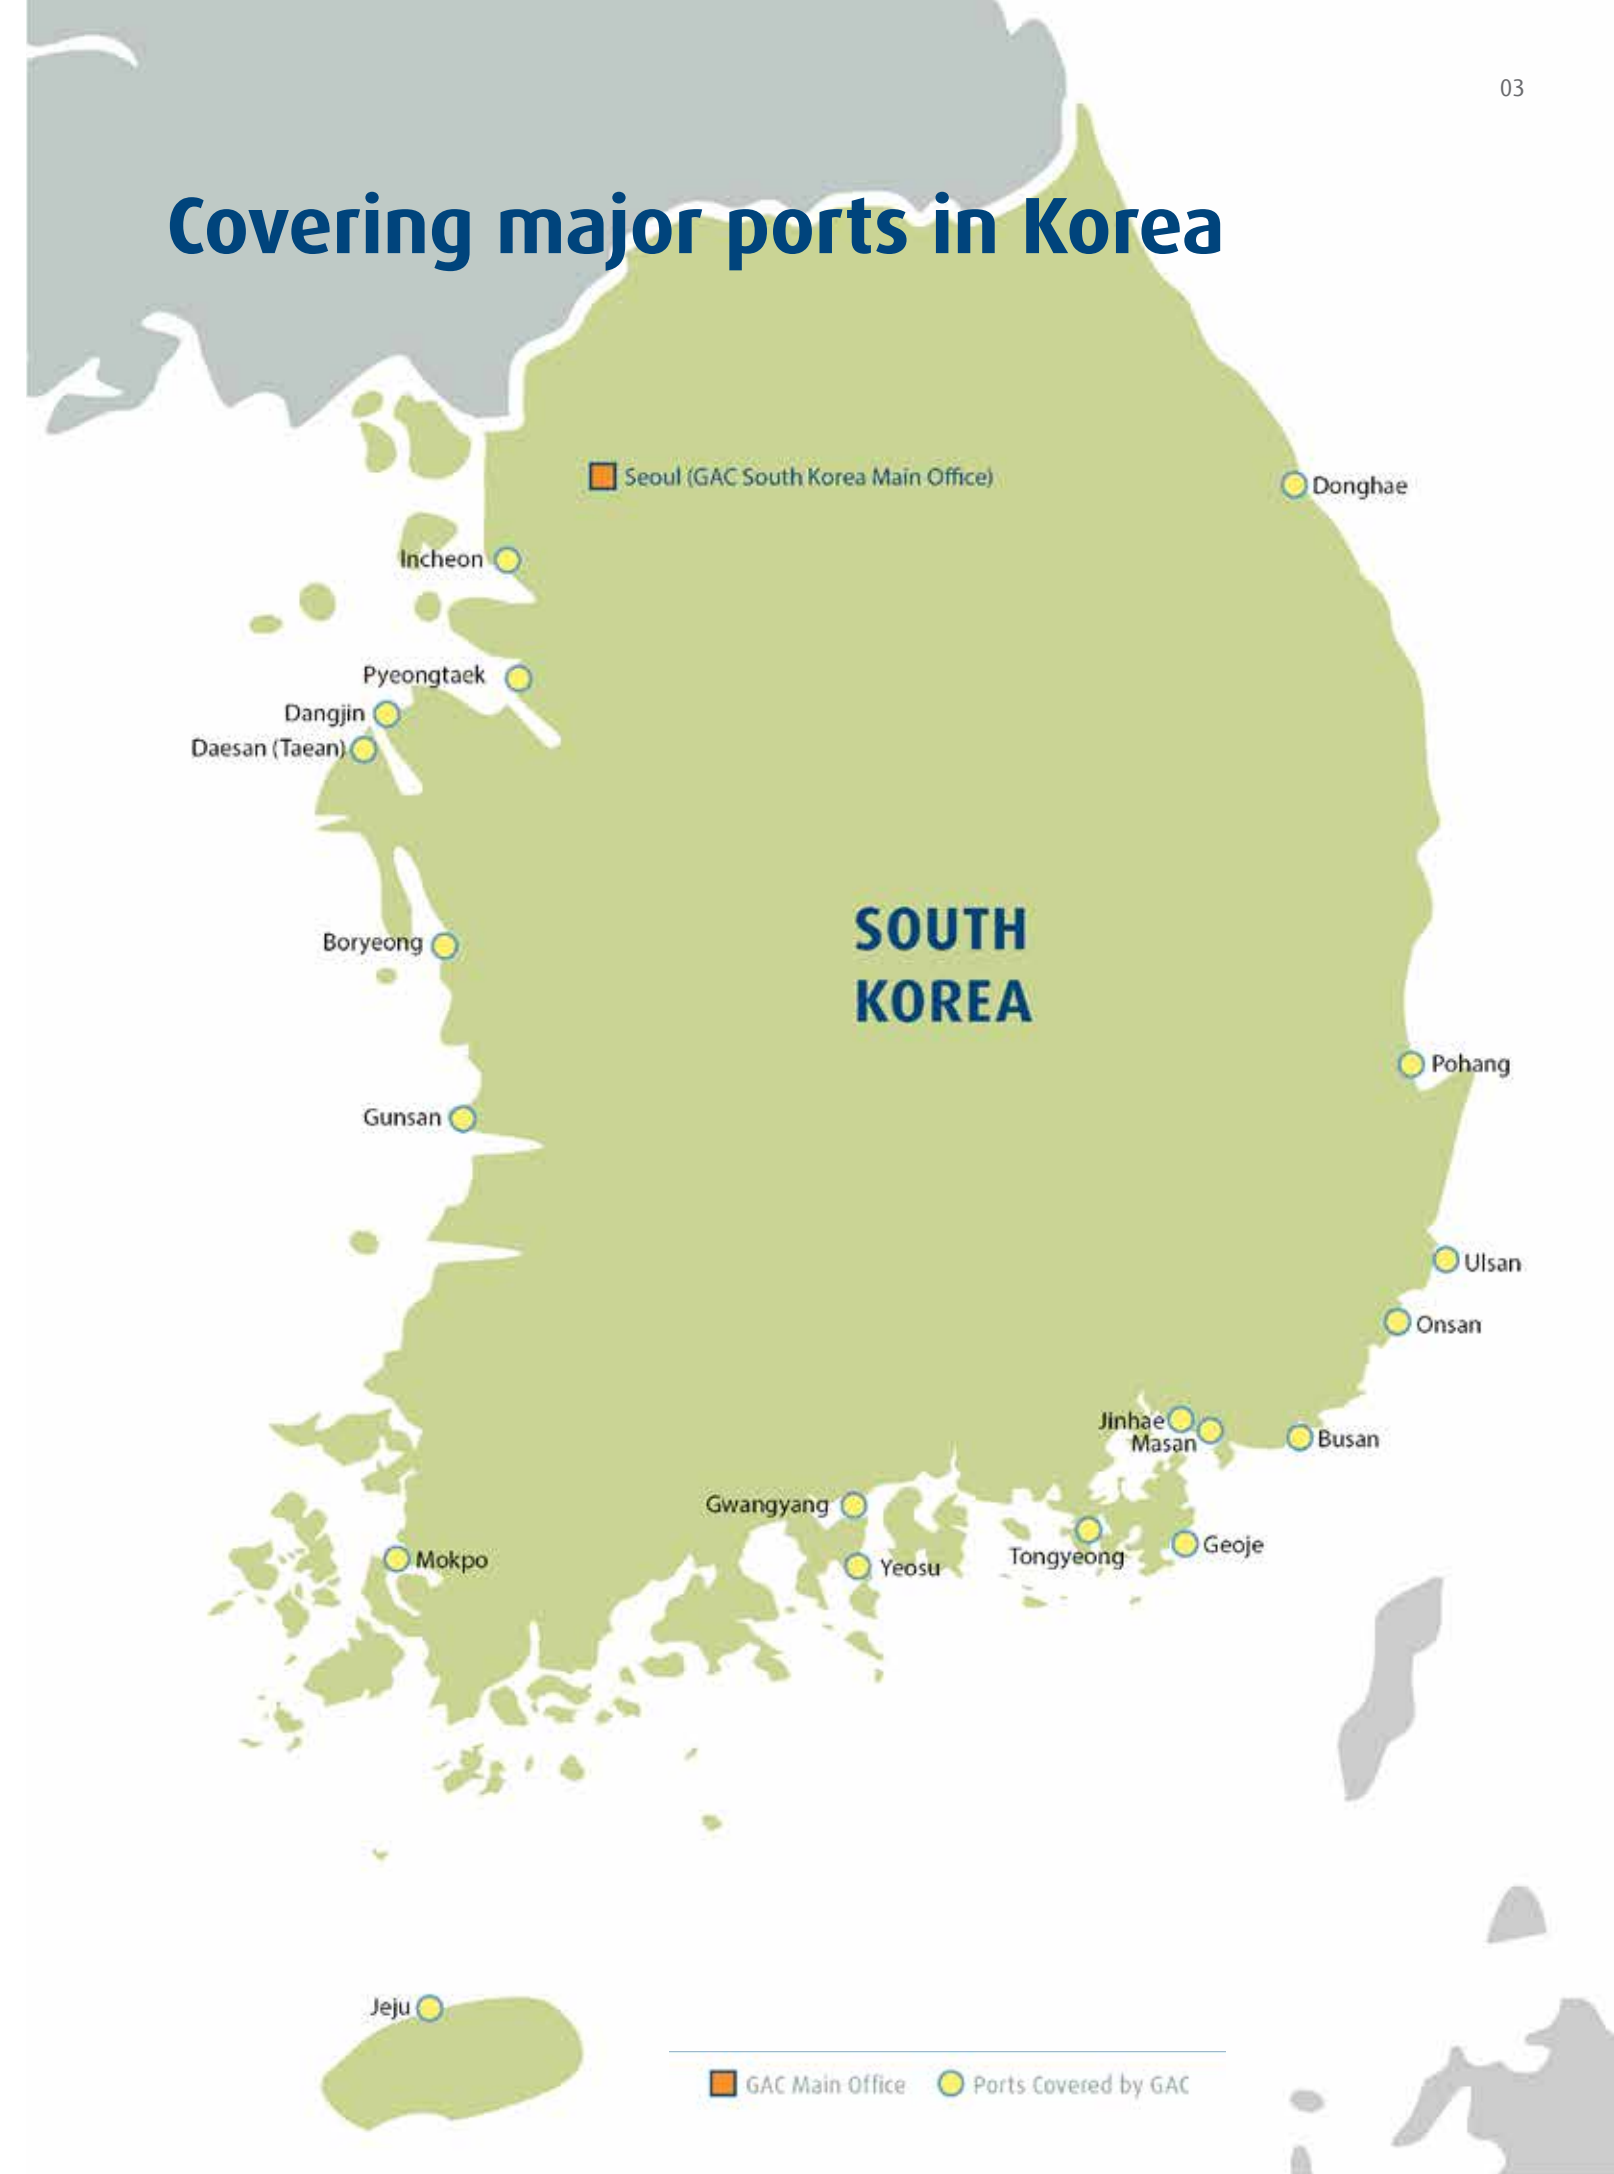 03
Covering major ports in Korea
Seoul (GAC South Korea Main Office)
Donghae
Incheon
Pyeongtaek
Dangjin
Daesan (Taean)
SOUTH
KOREA
Boryeong
Pohang
Gunsan
Ulsan
Onsan
Jinhae
Masan
Busan
Gwangyang
Geoje
Tongyeong
Mokpo
Yeosu
Jeju
GAC Main Office
Ports Covered by GAC